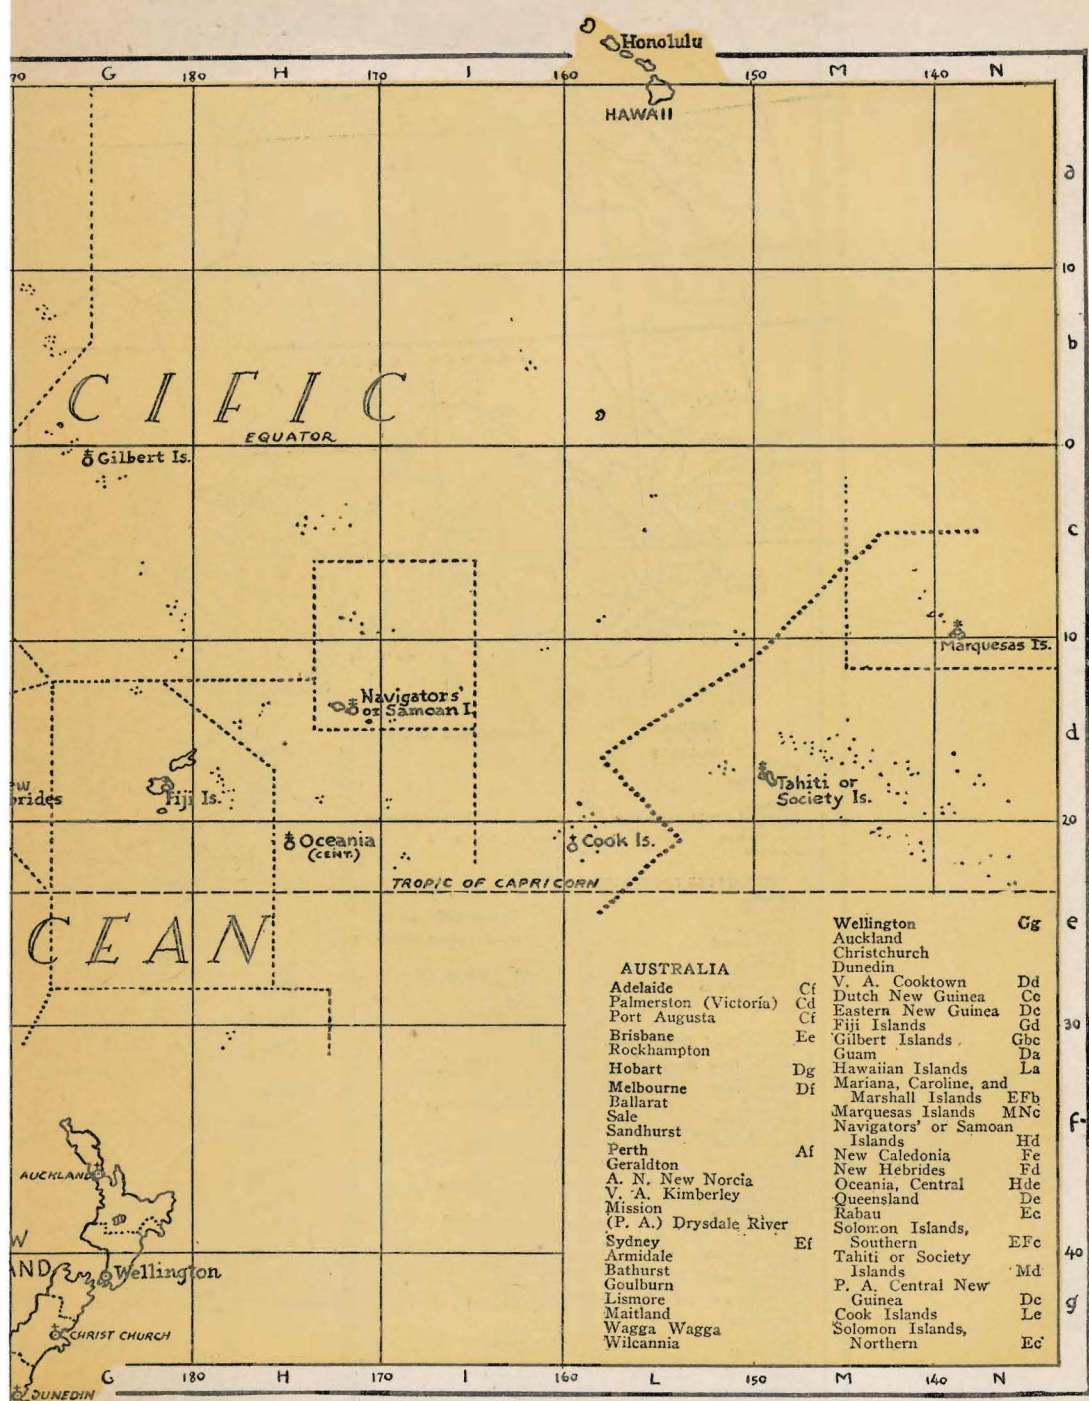 Honolulu
70 G 180 H 170 I 160 150 M 140 N
HAWAII
a
10
b
CIFIC
EQUATOR
0
Gilbert Is.
c
10
Marquesas Is.
Navigators'
or Samoan I.
d
Tahiti or
Society Is.
brides
Fiji Is.
20
Oceania
(CENT.)
Cook Is.
TROPIC OF CAPRICORN
e
CEAN
30
f
AUCKLAND
W
AND
Wellington
40
g
CHRIST CHURCH
DUNEDIN
AUSTRALIA
Adelaide Cf
Palmerston (Victoria) Cd
Port Augusta Cf
Brisbane Ee
Rockhampton
Hobart Dg
Melbourne Df
Ballarat
Sale
Sandhurst
Perth Af
Geraldton
A. N. New Norcia
V. A. Kimberley
Mission
(P. A.) Drysdale River
Sydney Ef
Armidale
Bathurst
Goulburn
Lismore
Maitland
Wagga Wagga
Wilcannia
Wellington Gg
Auckland
Christchurch
Dunedin
V. A. Cooktown Dd
Dutch New Guinea Cc
Eastern New Guinea Dc
Fiji Islands Gd
Gilbert Islands Gbc
Guam Da
Hawaiian Islands La
Mariana, Caroline, and
Marshall Islands EFb
Marquesas Islands MNc
Navigators' or Samoan
Islands Hd
New Caledonia Fe
New Hebrides Fd
Oceania, Central Hde
Queensland De
Rabau Ec
Solomon Islands,
Southern EFc
Tahiti or Society
Islands Md
P. A. Central New
Guinea Dc
Cook Islands Le
Solomon Islands,
Northern Ec
G 180 H 170 160 L 150 M 140 N